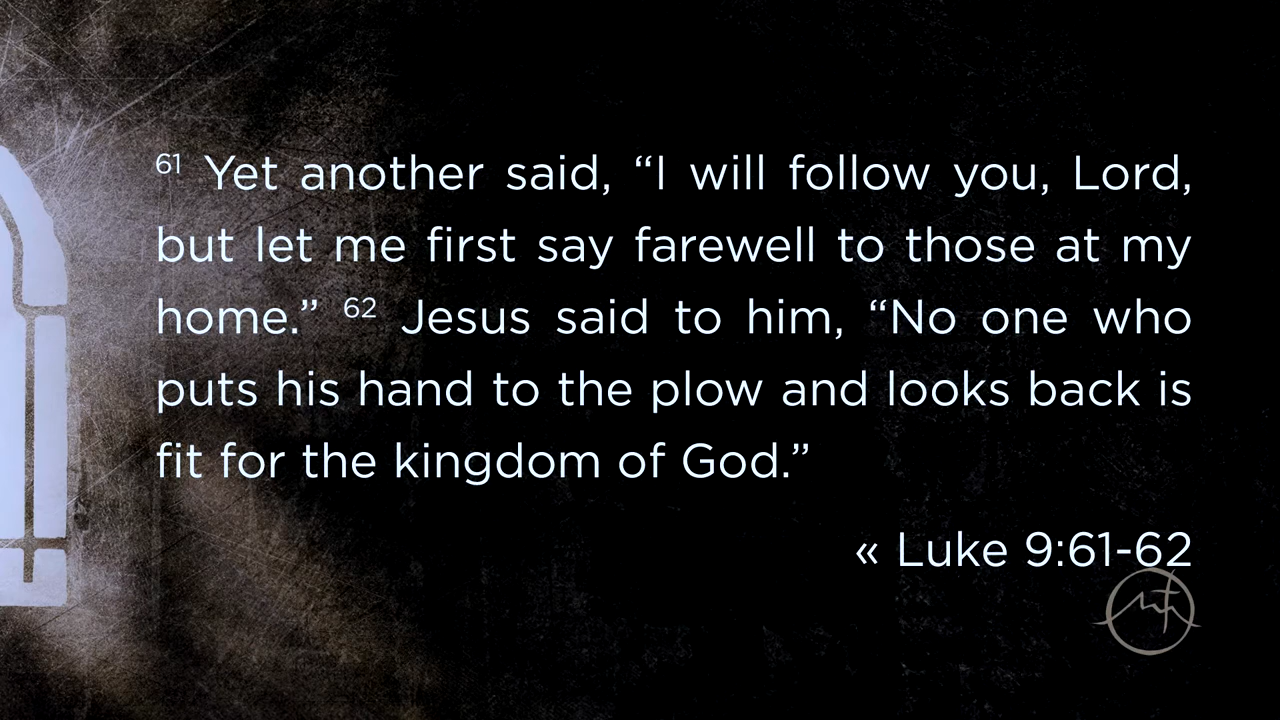 61 Yet another said, “I will follow you, Lord,
but let me first say farewell to those at my
home.” 62 Jesus said to him, “No one who
puts his hand to the plow and looks back is
fit for the kingdom of God.”
« Luke 9:61-62